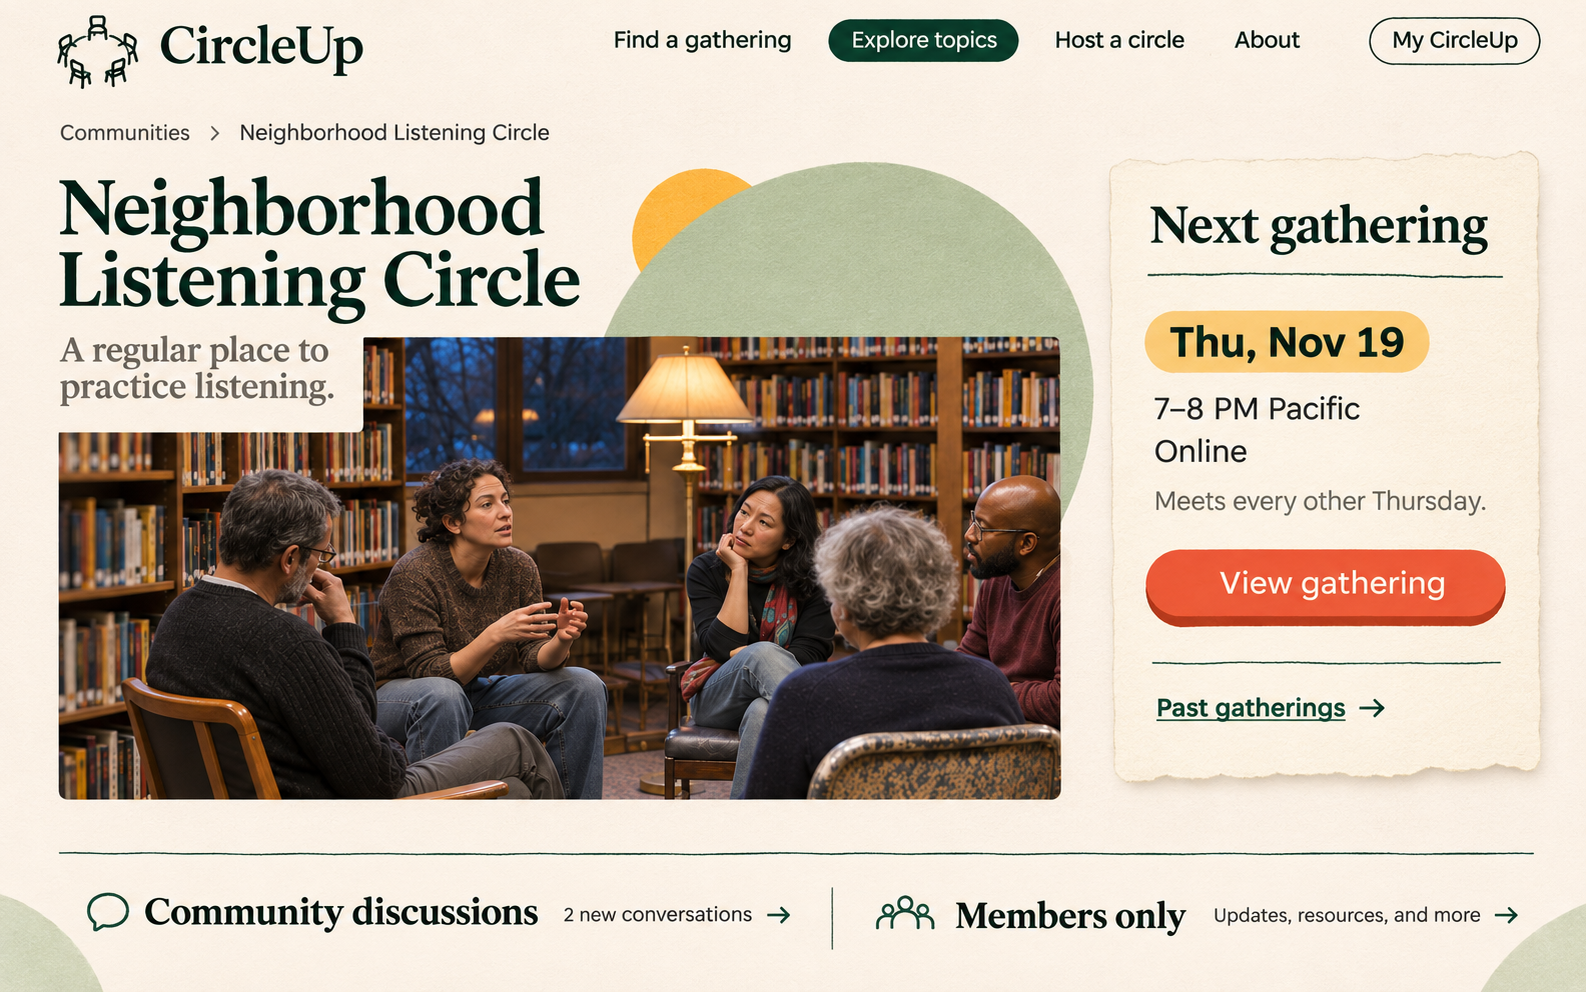 CircleUp
Find a gathering
Explore topics
Host a circle
About
My CircleUp
Communities > Neighborhood Listening Circle
Neighborhood
Listening Circle
A regular place to
practice listening.
Next gathering
Thu, Nov 19
7–8 PM Pacific
Online
Meets every other Thursday.
View gathering
Past gatherings →
Community discussions
2 new conversations →
Members only
Updates, resources, and more →